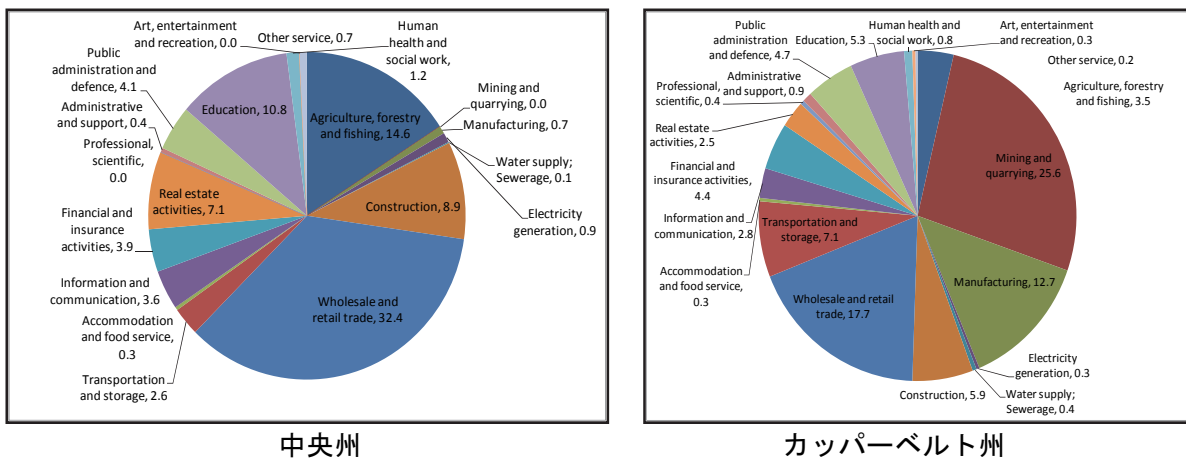 Art, entertainment
and recreation, 0.0
Other service, 0.7
Human
health and
social work,
1.2
Mining and
quarrying, 0.0
Manufacturing, 0.7
Water supply;
Sewerage, 0.1
Electricity
generation, 0.9
Construction, 8.9
Agriculture, forestry
and fishing, 14.6
Wholesale and
retail trade, 32.4
Transportation
and storage, 2.6
Accommodation
and food service,
0.3
Information and
communication, 3.6
Financial and
insurance
activities, 3.9
Real estate
activities, 7.1
Professional,
scientific,
0.0
Administrative
and support, 0.4
Public
administration and
defence, 4.1
Education, 10.8
中央州
Public
administration
and defence,
4.7
Education, 5.3
Human health and
social work, 0.8
Art, entertainment
and recreation, 0.3
Other service, 0.2
Agriculture, forestry
and fishing, 3.5
Mining and
quarrying, 25.6
Manufacturing, 12.7
Electricity
generation, 0.3
Water supply;
Sewerage, 0.4
Construction, 5.9
Wholesale and retail
trade, 17.7
Transportation and
storage, 7.1
Accommodation
and food service,
0.3
Information and
communication, 2.8
Financial and
insurance activities,
4.4
Real estate
activities,
2.5
Professional,
scientific, 0.4
Administrative
and support, 0.9
カッパーベルト州